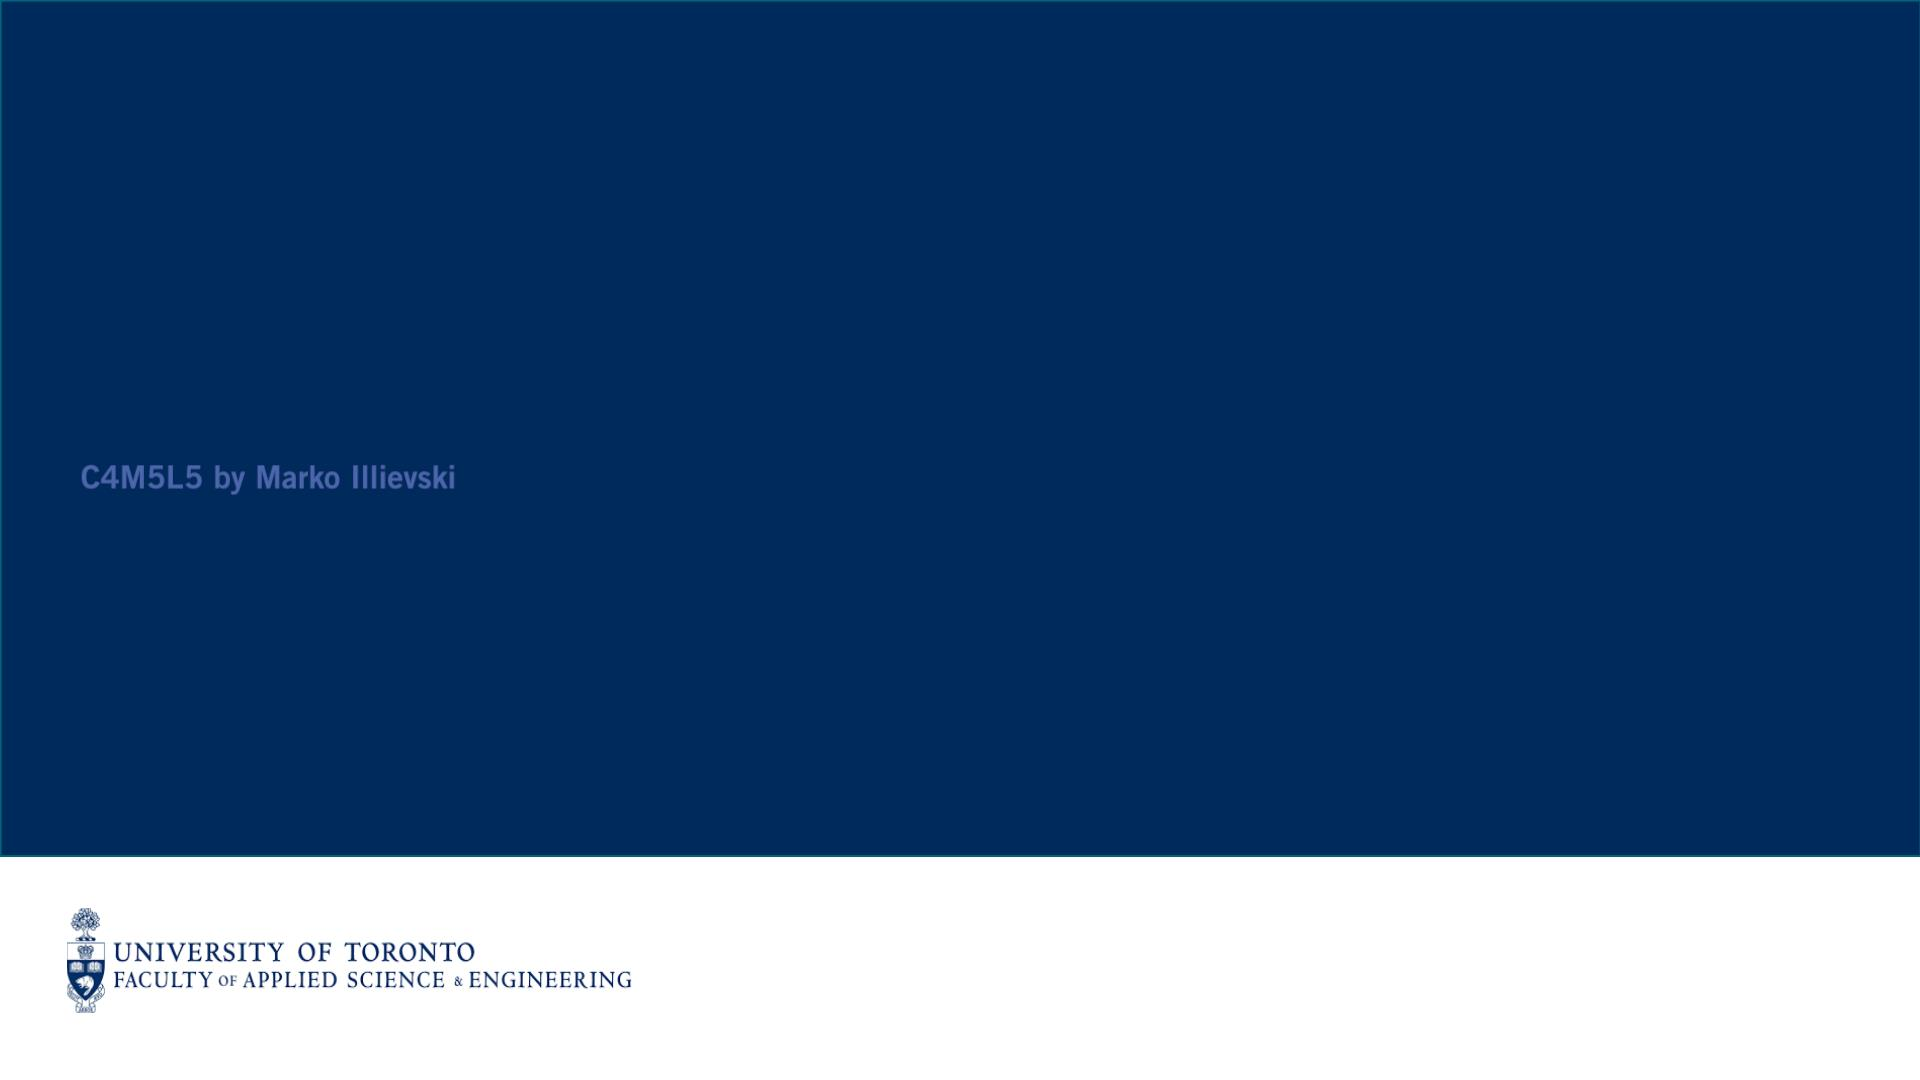 C4M5L5 by Marko Illievski
UNIVERSITY OF TORONTO
FACULTY OF APPLIED SCIENCE & ENGINEERING